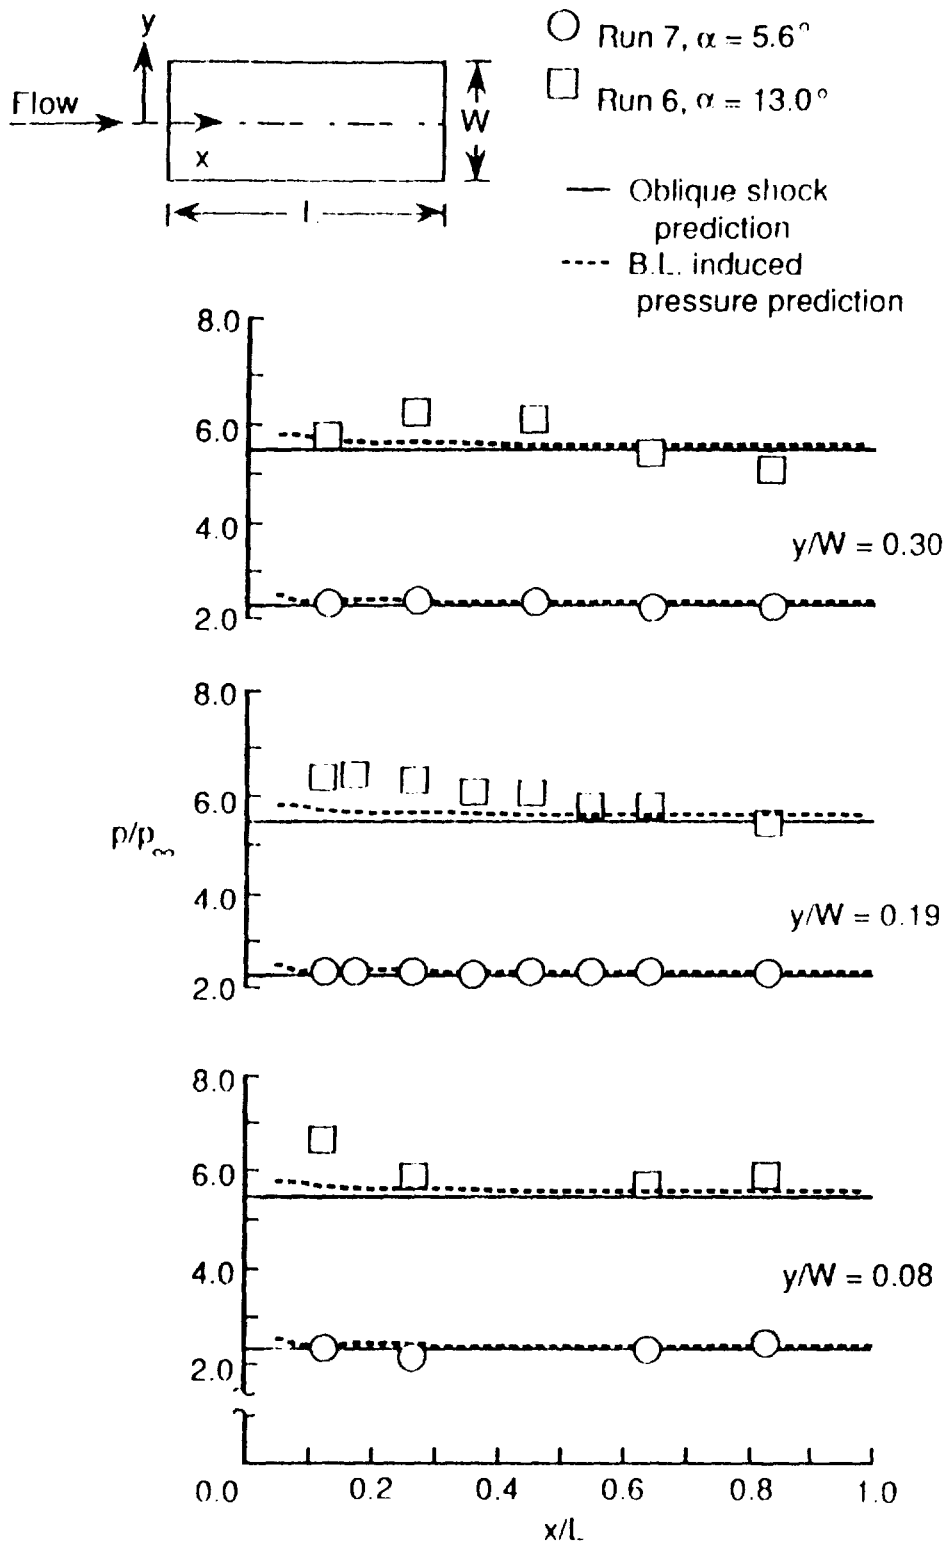 y
Flow
x
W
L
Run 7, α = 5.6°
Run 6, α = 13.0°
Oblique shock
prediction
B.L. induced
pressure prediction
8.0
6.0
4.0
2.0
y/W = 0.30
8.0
6.0
4.0
2.0
p/p∞
y/W = 0.19
8.0
6.0
4.0
2.0
y/W = 0.08
0.0 0.2 0.4 0.6 0.8 1.0
x/L